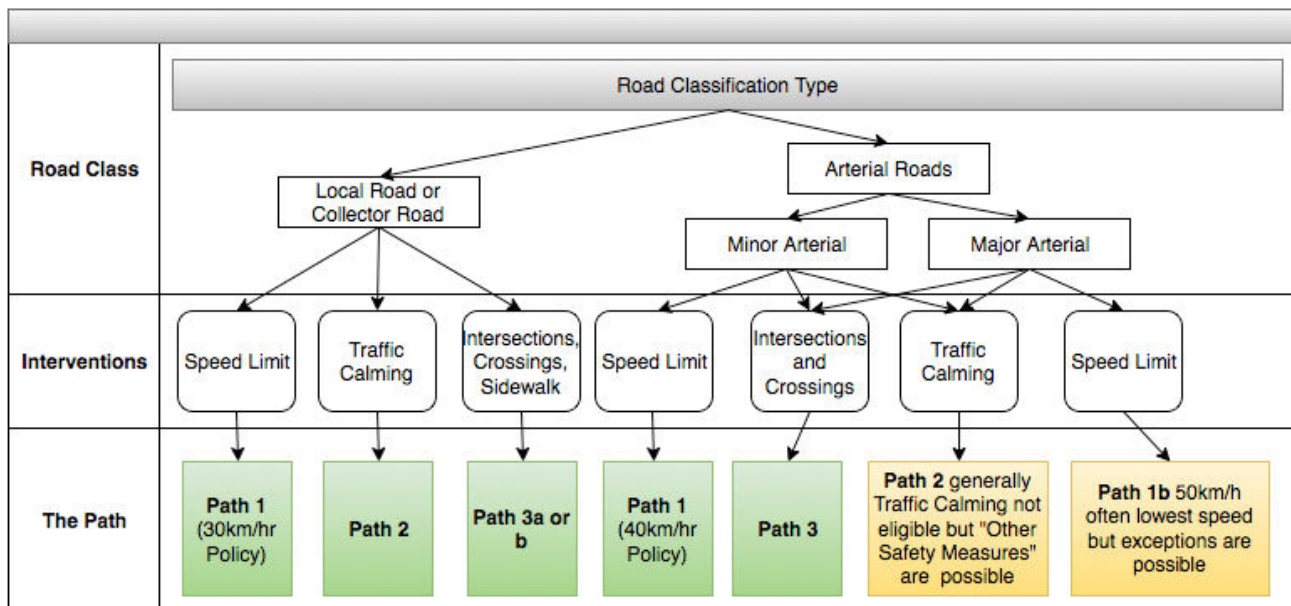 Road Classification Type
Road Class
Arterial Roads
Local Road or
Collector Road
Minor Arterial
Major Arterial
Interventions
Speed Limit
Traffic
Calming
Intersections,
Crossings,
Sidewalk
Speed Limit
Intersections
and
Crossings
Traffic
Calming
Speed Limit
The Path
Path 1
(30km/hr
Policy)
Path 2
Path 3a or
b
Path 1
(40km/hr
Policy)
Path 3
Path 2 generally
Traffic Calming not
eligible but "Other
Safety Measures"
are possible
Path 1b 50km/h
often lowest speed
but exceptions are
possible